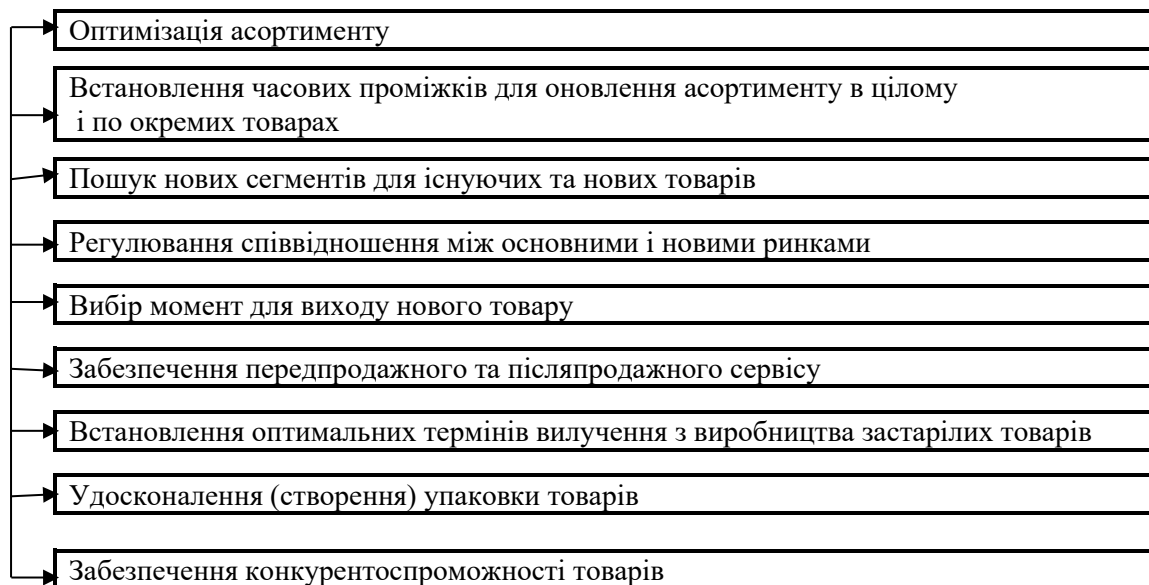 Оптимізація асортименту
Встановлення часових проміжків для оновлення асортименту в цілому
і по окремих товарах
Пошук нових сегментів для існуючих та нових товарів
Регулювання співвідношення між основними і новими ринками
Вибір момент для виходу нового товару
Забезпечення передпродажного та післяпродажного сервісу
Встановлення оптимальних термінів вилучення з виробництва застарілих товарів
Удосконалення (створення) упаковки товарів
Забезпечення конкурентоспроможності товарів